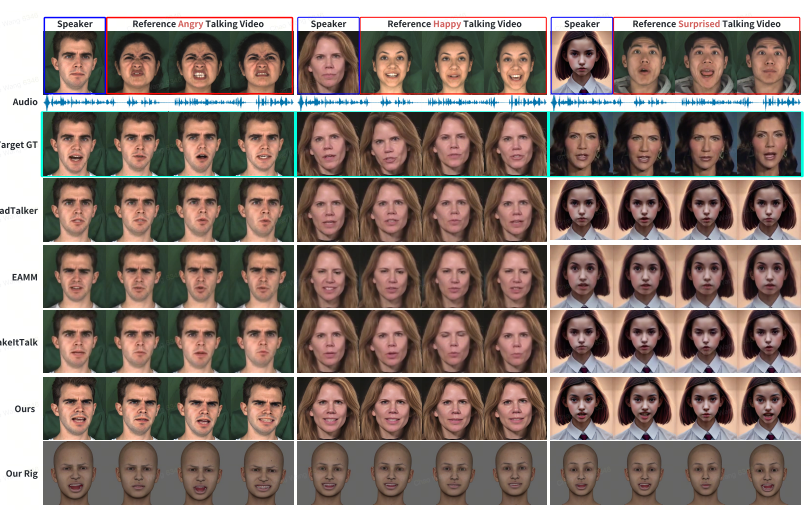 Speaker
Reference Angry Talking Video
Speaker
Reference Happy Talking Video
Speaker
Reference Surprised Talking Video
Audio
arget GT
adTalker
EAMM
akeItTalk
Ours
Our Rig